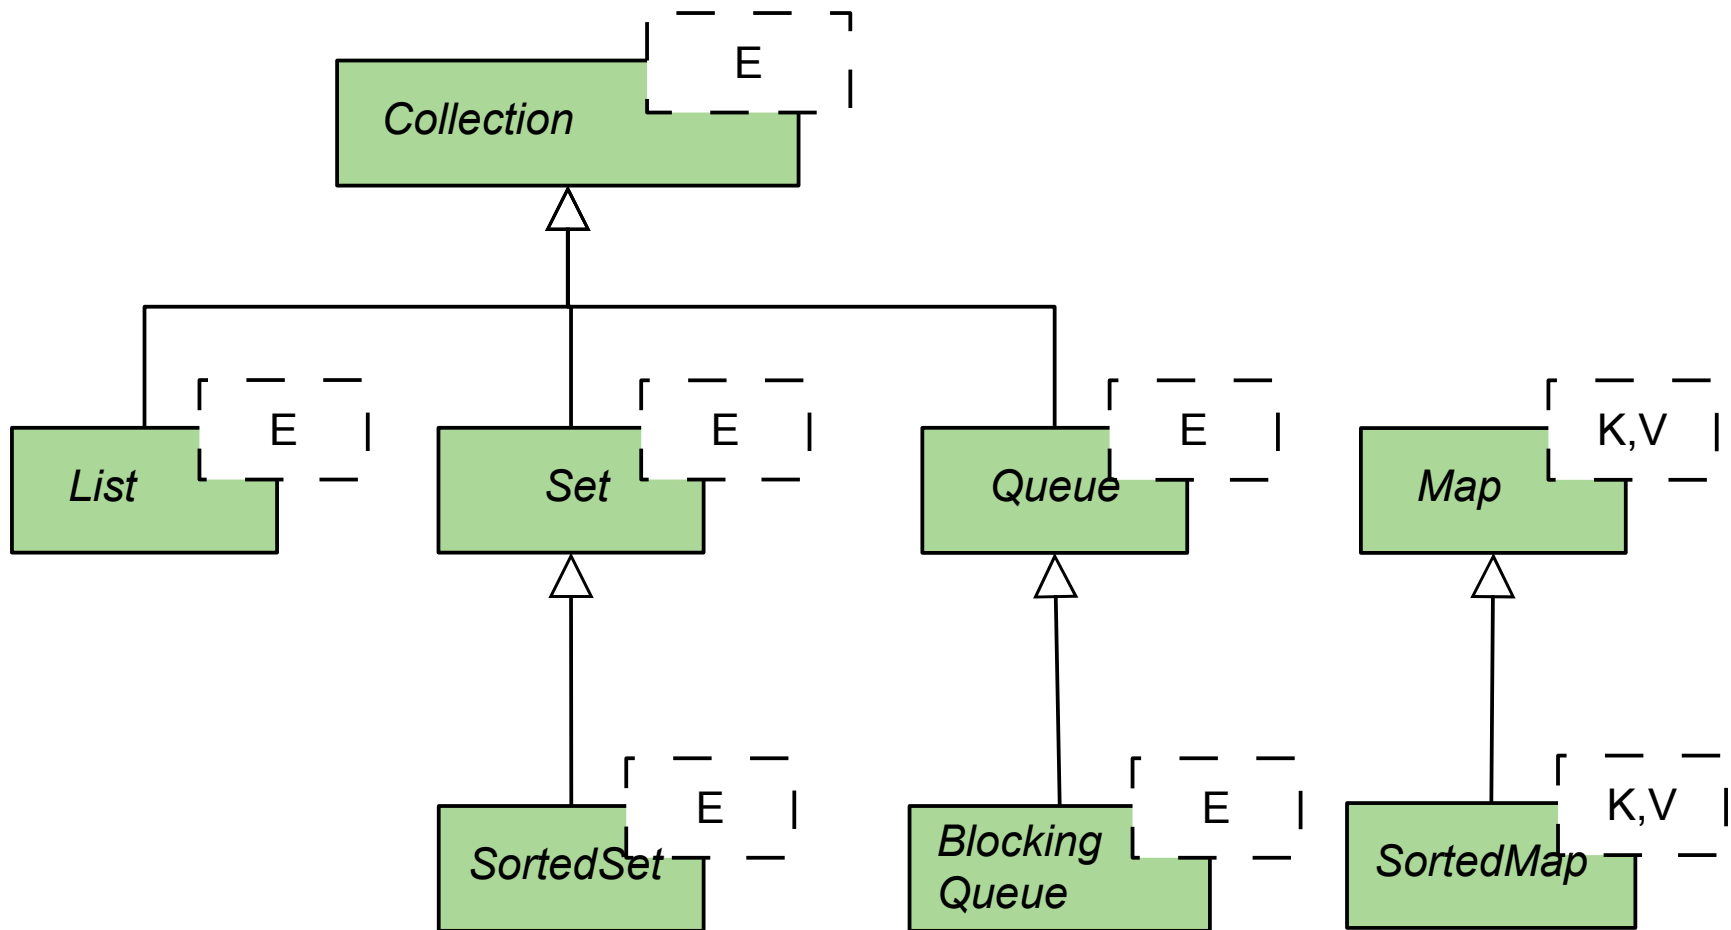 E
Collection
E
E
E
K,V
List
Set
Queue
Map
E
E
K,V
SortedSet
Blocking
Queue
SortedMap